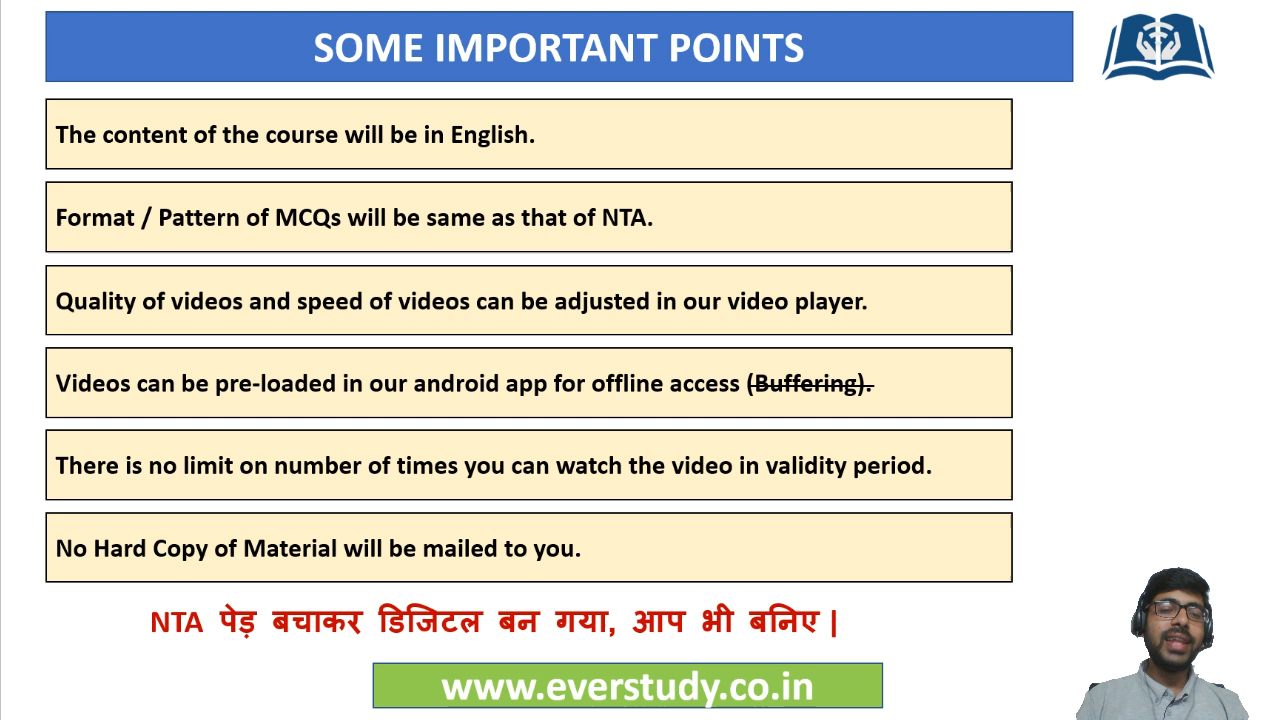 SOME IMPORTANT POINTS
The content of the course will be in English.
Format / Pattern of MCQs will be same as that of NTA.
Quality of videos and speed of videos can be adjusted in our video player.
Videos can be pre-loaded in our android app for offline access (Buffering).
There is no limit on number of times you can watch the video in validity period.
No Hard Copy of Material will be mailed to you.
NTA पेड़ बचाकर डिजिटल बन गया, आप भी बनिए |
www.everstudy.co.in